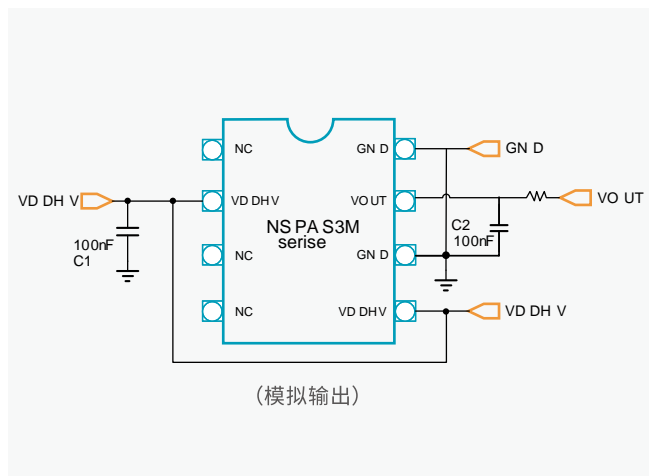 NC
GN D
GN D
VD DH V
VD DH V
VO UT
VO UT
100nF
C1
NS PA S3M
serise
C2
100nF
NC
GN D
NC
VD DH V
VD DH V
（模拟输出）